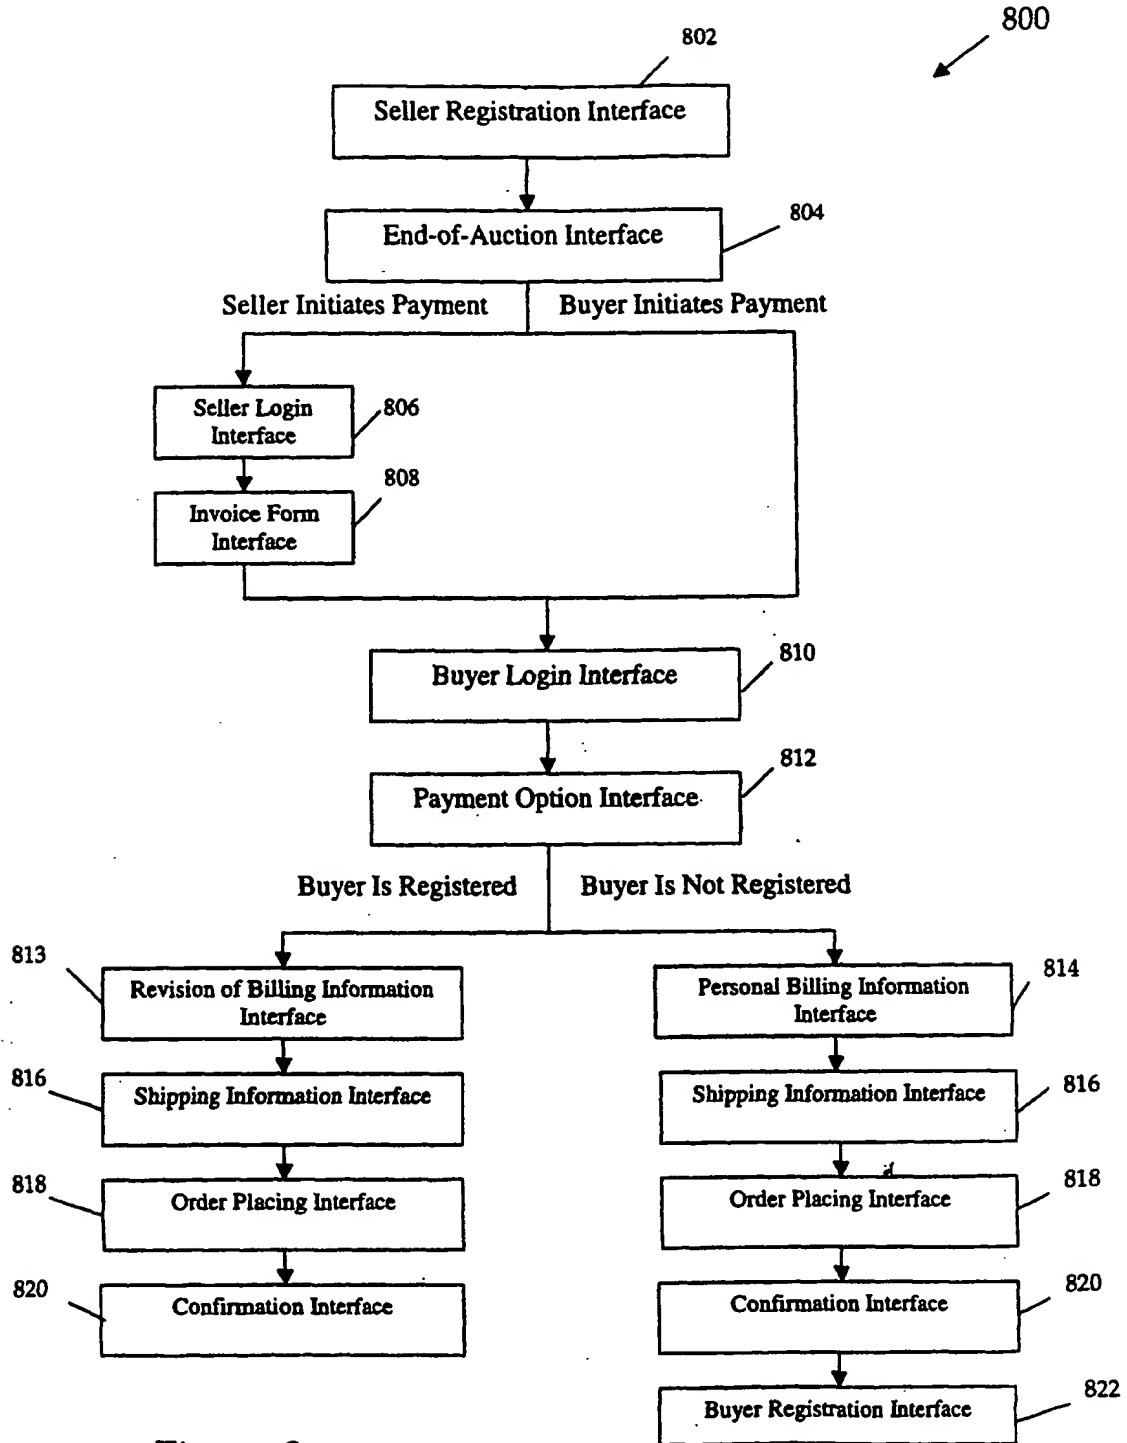 800
802
Seller Registration Interface
804
End-of-Auction Interface
Seller Initiates Payment
Buyer Initiates Payment
Seller Login
Interface
806
808
Invoice Form
Interface
810
Buyer Login Interface
812
Payment Option Interface
Buyer Is Registered
Buyer Is Not Registered
813
Revision of Billing Information
Interface
814
Personal Billing Information
Interface
816
Shipping Information Interface
816
Shipping Information Interface
818
Order Placing Interface
818
Order Placing Interface
820
Confirmation Interface
820
Confirmation Interface
822
Buyer Registration Interface